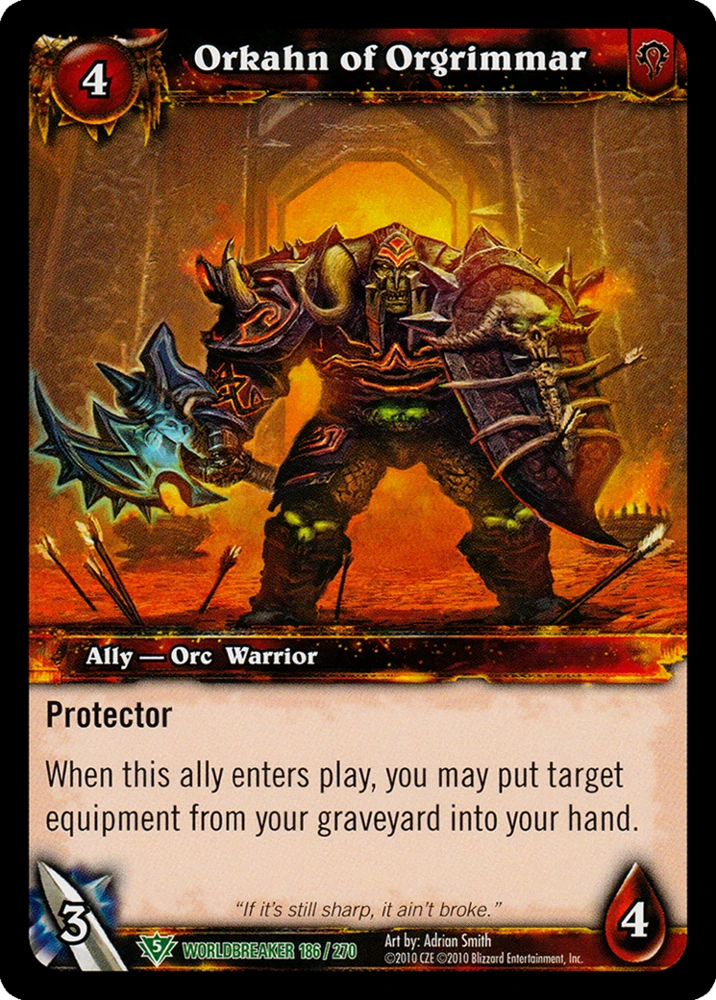 4
Orkahn of Orgrimmar
Ally — Orc Warrior
Protector
When this ally enters play, you may put target
equipment from your graveyard into your hand.
"If it's still sharp, it ain't broke."
3
5
WORLDBREAKER 186 / 270
Art by: Adrian Smith
©2010 CZE ©2010 Blizzard Entertainment, Inc.
4